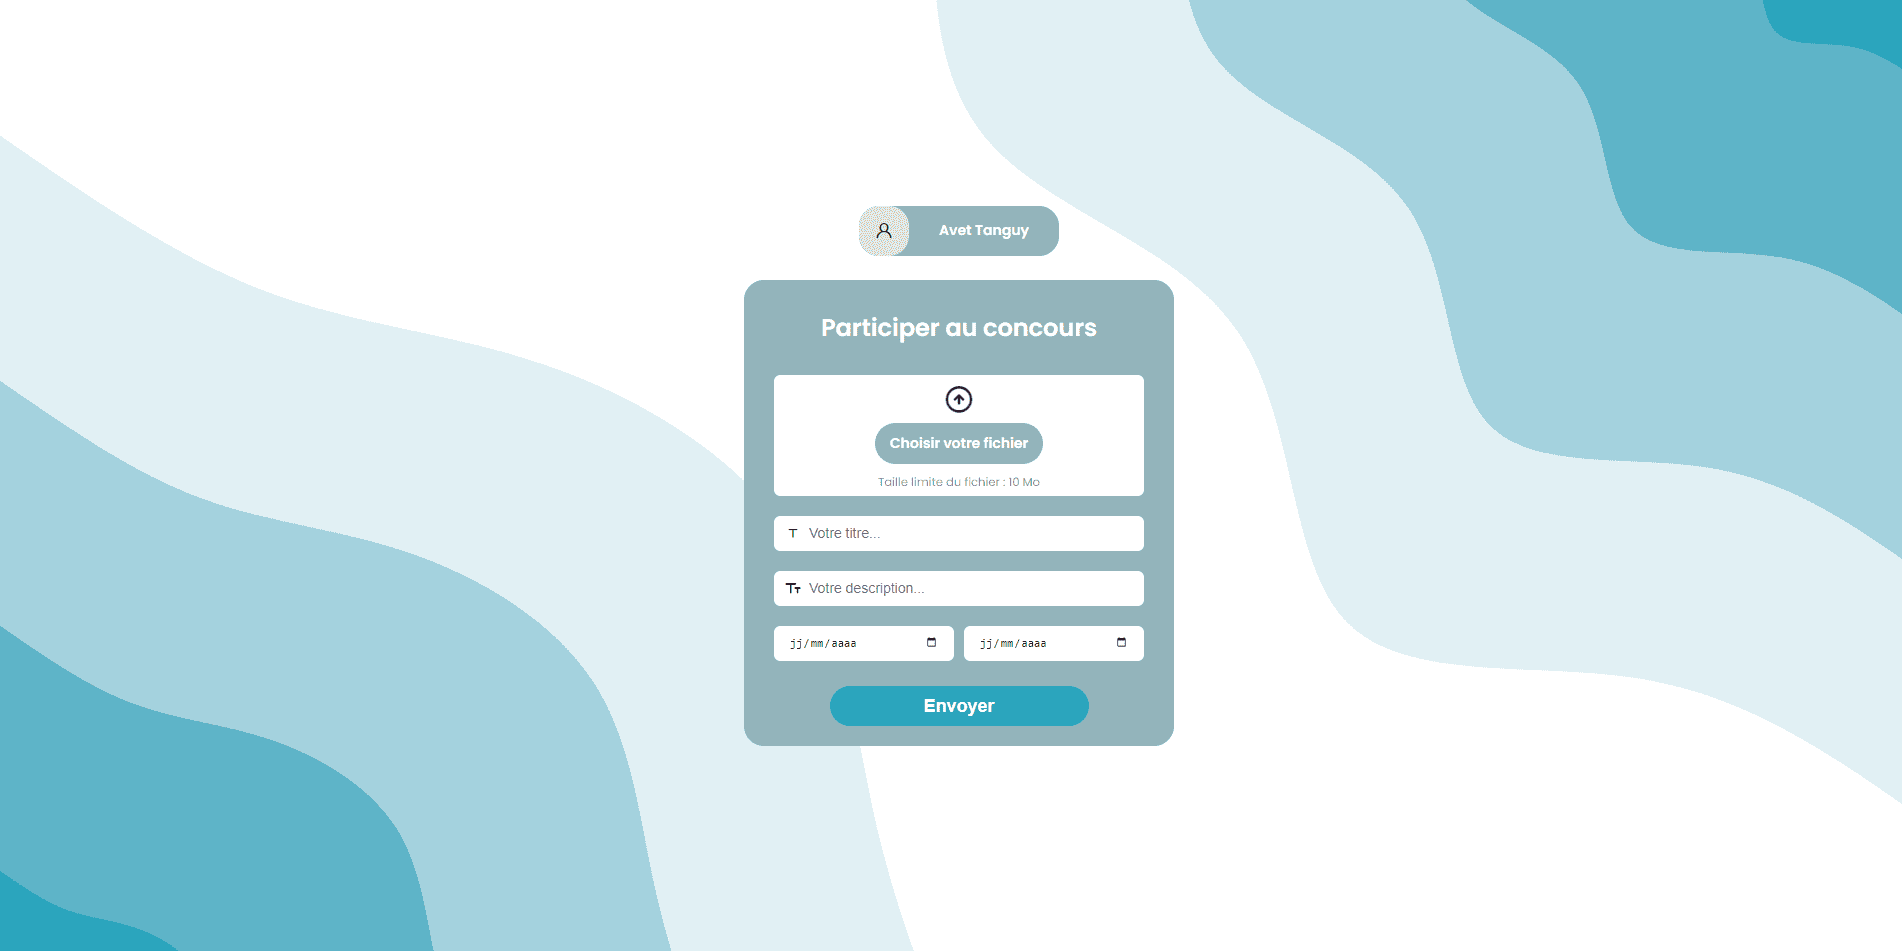 Avet Tanguy
Participer au concours
Choisir votre fichier
Taille limite du fichier : 10 Mo
T Votre titre...
TT Votre description...
jj/mm/aaaa jj/mm/aaaa
Envoyer